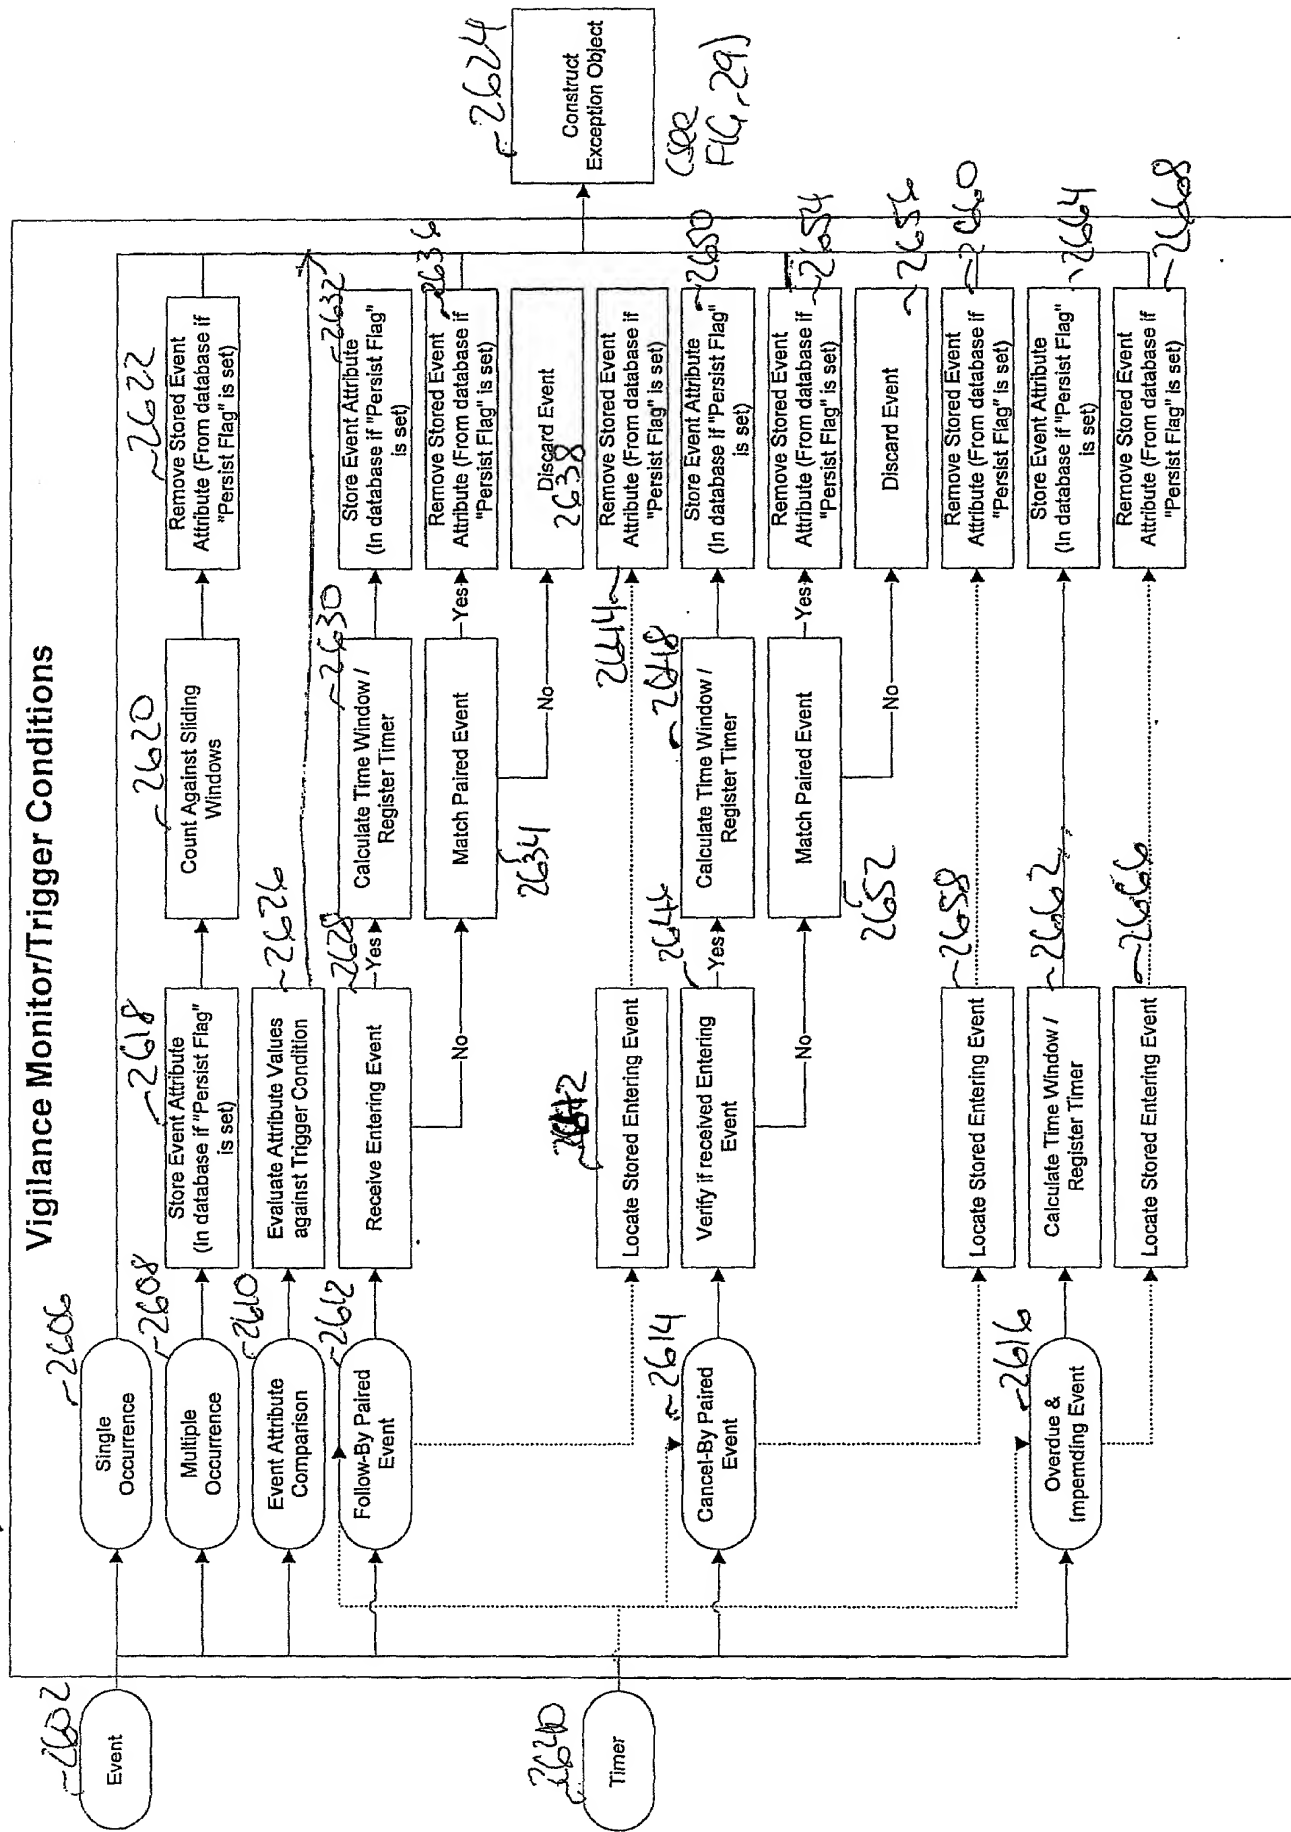 Vigilance Monitor/Trigger Conditions
2602
Event
2640
Timer
2606
Single
Occurrence
2608
Multiple
Occurrence
2610
Event Attribute
Comparison
2612
Follow-By Paired
Event
2614
Cancel-By Paired
Event
2616
Overdue &
Impemding Event
2618
Store Event Attribute
(In database if "Persist Flag"
is set)
2620
Count Against Sliding
Windows
2622
Remove Stored Event
Attribute (From database if
"Persist Flag" is set)
2626
Evaluate Attribute Values
against Trigger Condition
2628
Receive Entering Event
Yes
2630
Calculate Time Window /
Register Timer
2632
Store Event Attribute
(In database if "Persist Flag"
is set)
No
Match Paired Event
2634
Yes
2636
Remove Stored Event
Attribute (From database if
"Persist Flag" is set)
No
Discard Event
2638
2642
Locate Stored Entering Event
2644
Remove Stored Event
Attribute (From database if
"Persist Flag" is set)
2646
Verify if received Entering
Event
Yes
2648
Calculate Time Window /
Register Timer
2650
Store Event Attribute
(In database if "Persist Flag"
is set)
No
Match Paired Event
2652
Yes
2654
Remove Stored Event
Attribute (From database if
"Persist Flag" is set)
No
2656
Discard Event
2658
Locate Stored Entering Event
2660
Remove Stored Event
Attribute (From database if
"Persist Flag" is set)
2662
Calculate Time Window /
Register Timer
2664
Store Event Attribute
(In database if "Persist Flag"
is set)
2666
Locate Stored Entering Event
2668
Remove Stored Event
Attribute (From database if
"Persist Flag" is set)
2624
Construct
Exception Object
(see
FIG. 29)